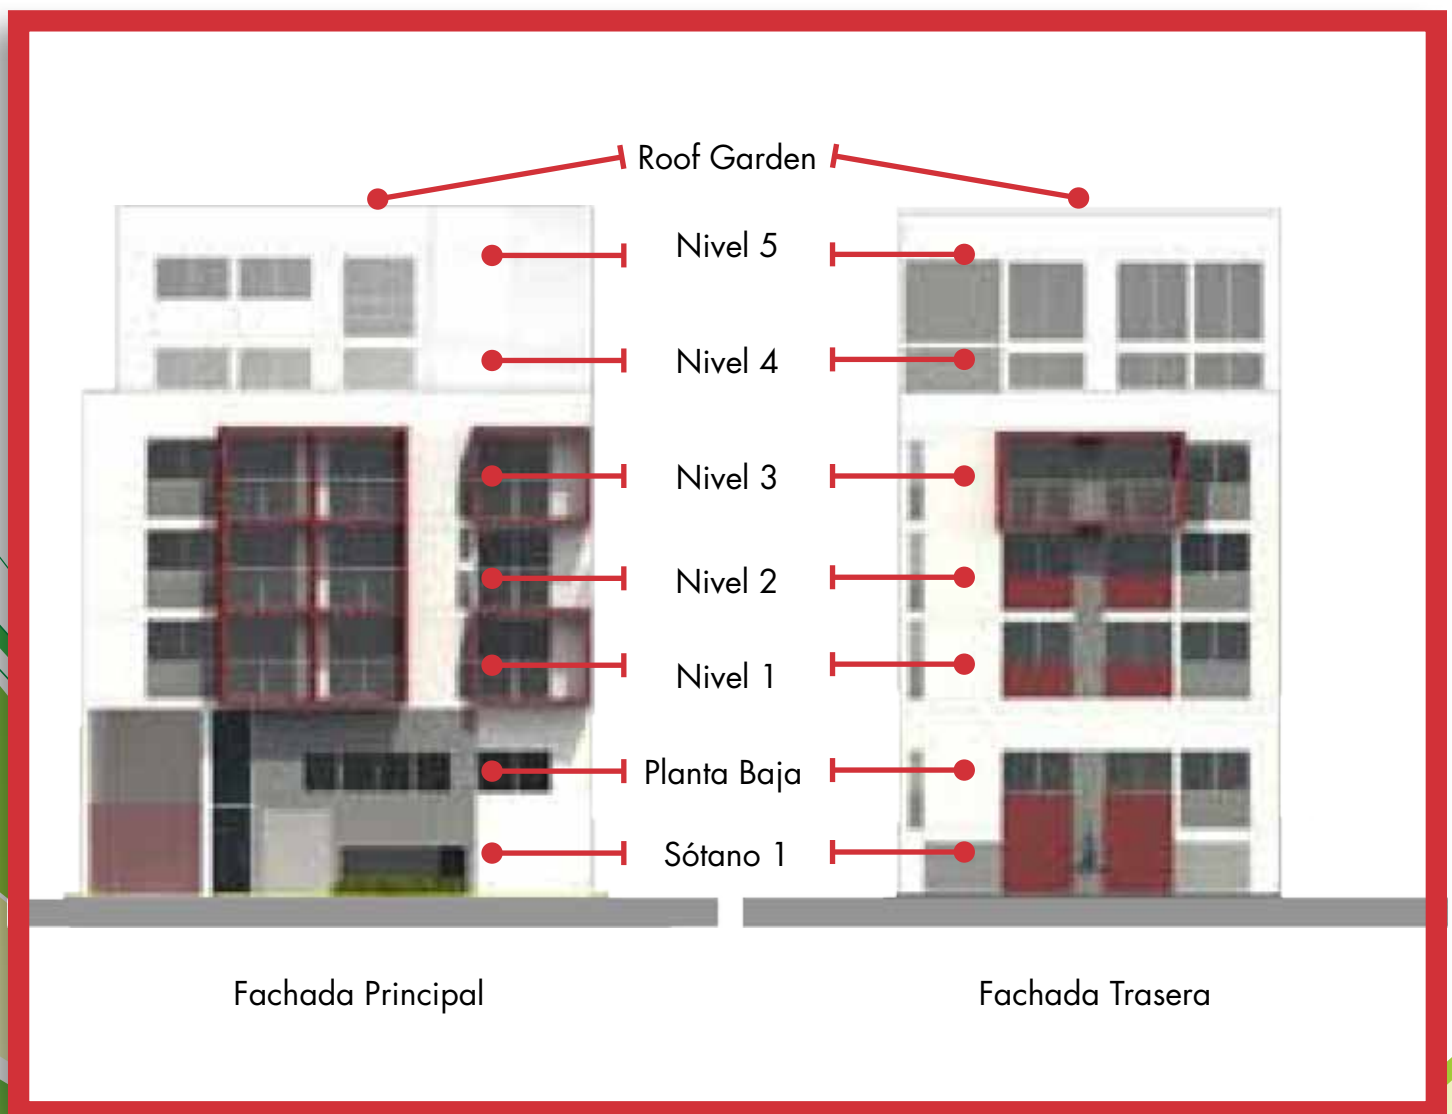 Roof Garden
Nivel 5
Nivel 4
Nivel 3
Nivel 2
Nivel 1
Planta Baja
Sótano 1
Fachada Principal
Fachada Trasera